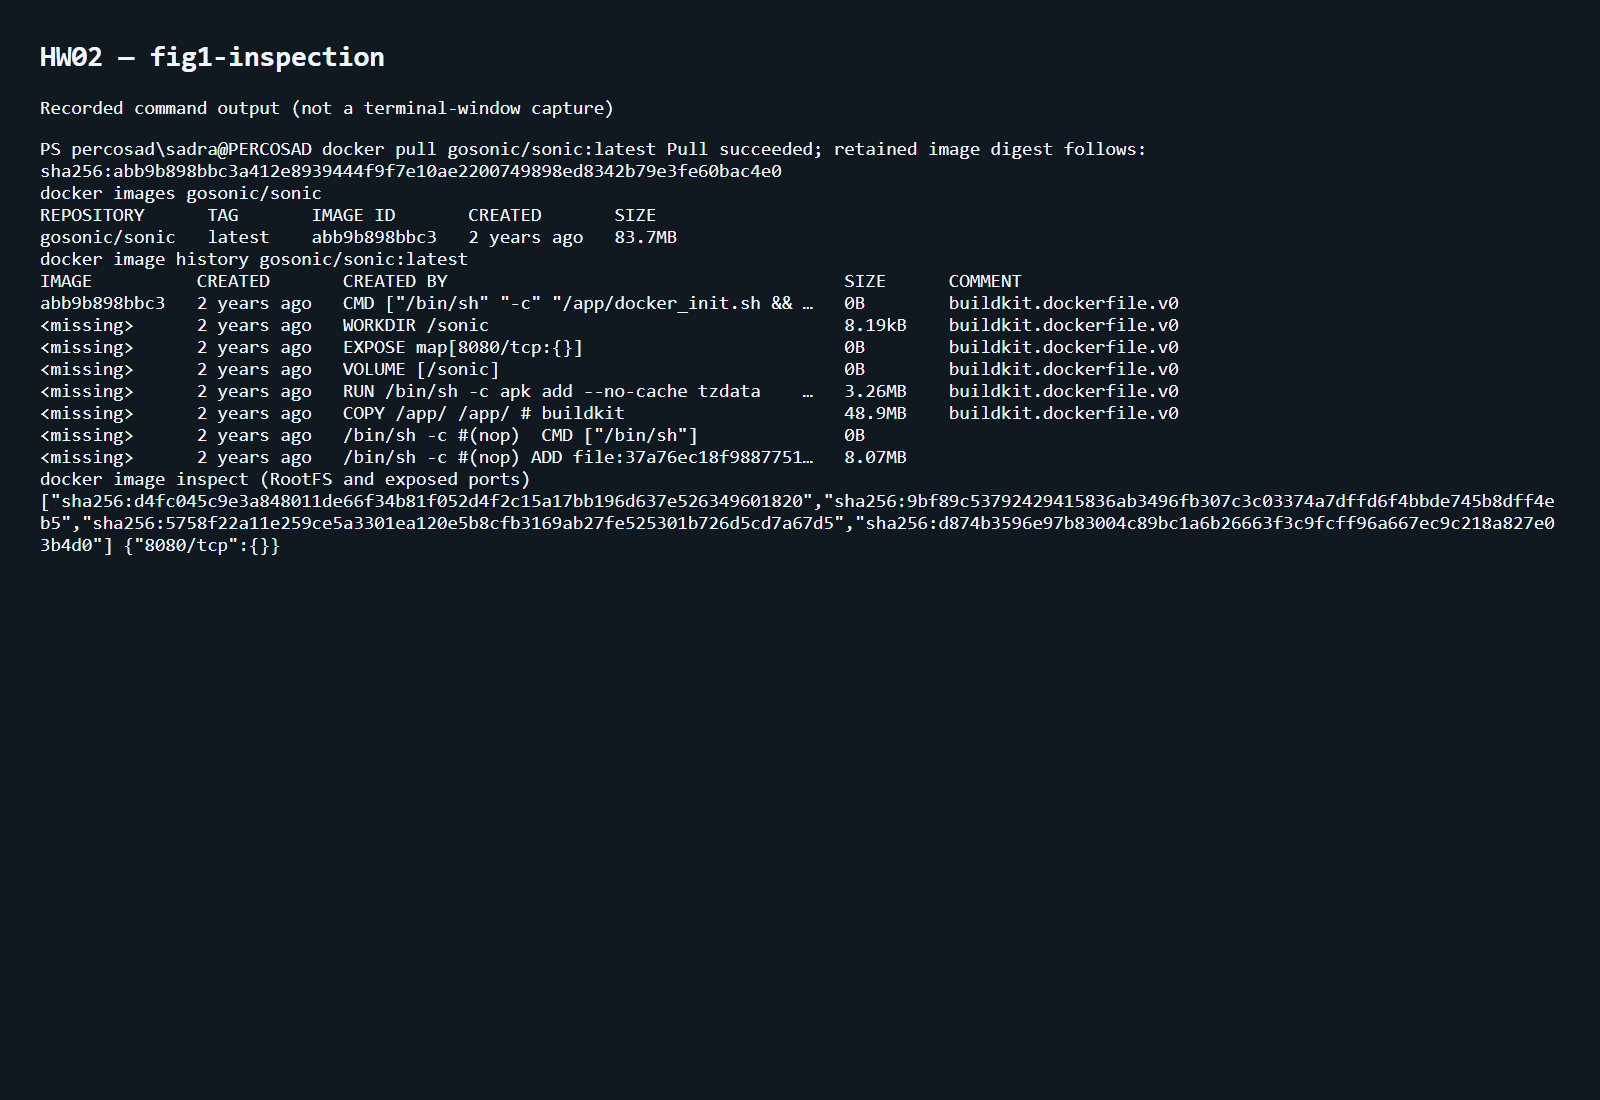 HW02 — fig1-inspection
Recorded command output (not a terminal-window capture)
PS percosad\sadra@PERCOSAD docker pull gosonic/sonic:latest Pull succeeded; retained image digest follows:
sha256:abb9b898bbc3a412e8939444f9f7e10ae2200749898ed8342b79e3fe60bac4e0
docker images gosonic/sonic
REPOSITORY      TAG       IMAGE ID       CREATED       SIZE
gosonic/sonic   latest    abb9b898bbc3   2 years ago   83.7MB
docker image history gosonic/sonic:latest
IMAGE          CREATED       CREATED BY                                      SIZE      COMMENT
abb9b898bbc3   2 years ago   CMD ["/bin/sh" "-c" "/app/docker_init.sh && …   0B        buildkit.dockerfile.v0
<missing>      2 years ago   WORKDIR /sonic                                  8.19kB    buildkit.dockerfile.v0
<missing>      2 years ago   EXPOSE map[8080/tcp:{}]                         0B        buildkit.dockerfile.v0
<missing>      2 years ago   VOLUME [/sonic]                                 0B        buildkit.dockerfile.v0
<missing>      2 years ago   RUN /bin/sh -c apk add --no-cache tzdata    …   3.26MB    buildkit.dockerfile.v0
<missing>      2 years ago   COPY /app/ /app/ # buildkit                     48.9MB    buildkit.dockerfile.v0
<missing>      2 years ago   /bin/sh -c #(nop)  CMD ["/bin/sh"]              0B
<missing>      2 years ago   /bin/sh -c #(nop) ADD file:37a76ec18f9887751…   8.07MB
docker image inspect (RootFS and exposed ports)
["sha256:d4fc045c9e3a848011de66f34b81f052d4f2c15a17bb196d637e526349601820","sha256:9bf89c53792429415836ab3496fb307c3c03374a7dffd6f4bbde745b8dff4e
b5","sha256:5758f22a11e259ce5a3301ea120e5b8cfb3169ab27fe525301b726d5cd7a67d5","sha256:d874b3596e97b83004c89bc1a6b26663f3c9fcff96a667ec9c218a827e0
3b4d0"] {"8080/tcp":{}}